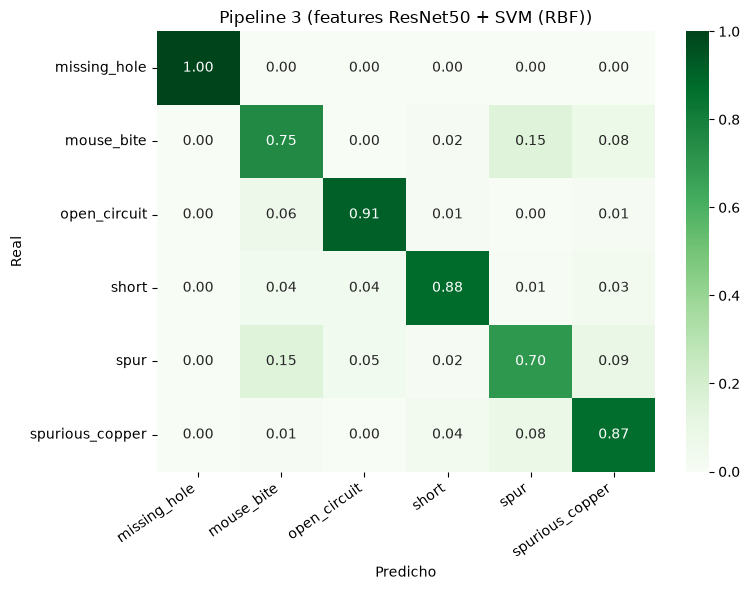 Pipeline 3 (features ResNet50 + SVM (RBF))
Real
missing_hole 1.00 0.00 0.00 0.00 0.00 0.00
mouse_bite 0.00 0.75 0.00 0.02 0.15 0.08
open_circuit 0.00 0.06 0.91 0.01 0.00 0.01
short 0.00 0.04 0.04 0.88 0.01 0.03
spur 0.00 0.15 0.05 0.02 0.70 0.09
spurious_copper 0.00 0.01 0.00 0.04 0.08 0.87
missing_hole mouse_bite open_circuit short spur spurious_copper
Predicho
1.0
0.8
0.6
0.4
0.2
0.0